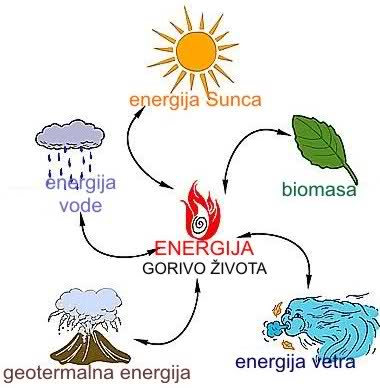 energija Sunca
energija
vode
biomasa
ENERGIJA
GORIVO ŽIVOTA
geotermalna energija
energija vetra